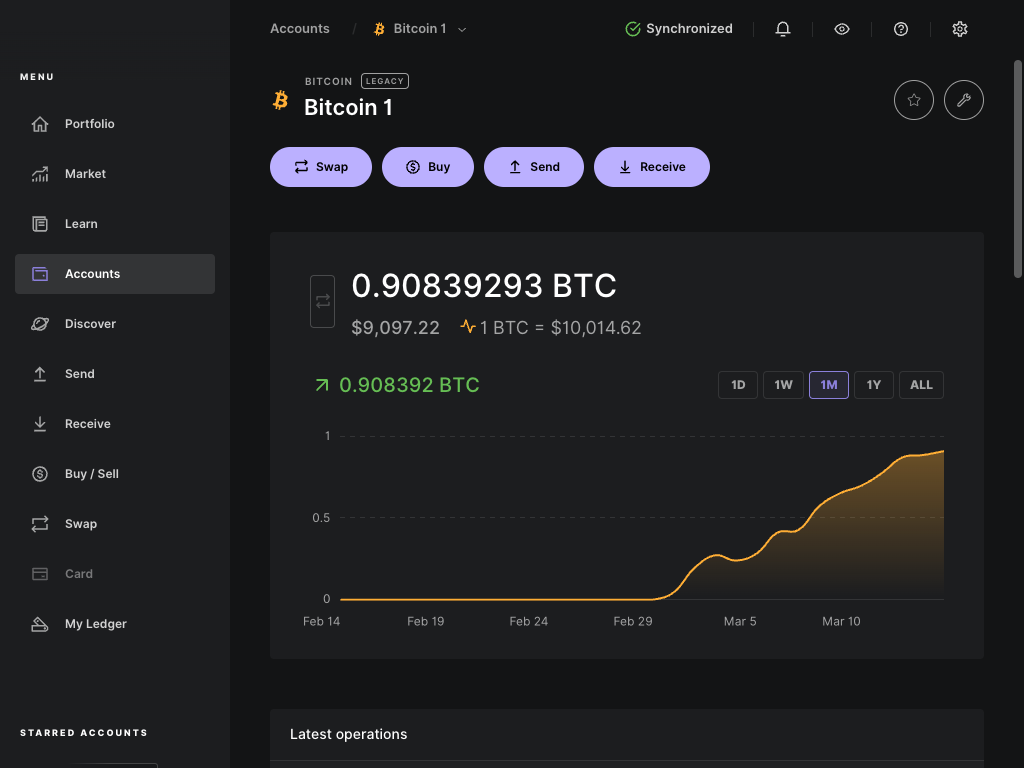 Accounts / Bitcoin 1 Synchronized
MENU
BITCOIN LEGACY
Bitcoin 1
Portfolio
Market
Learn
Accounts
Discover
Send
Receive
Buy / Sell
Swap
Card
My Ledger
STARRED ACCOUNTS
Swap Buy Send Receive
0.90839293 BTC
$9,097.22 1 BTC = $10,014.62
0.908392 BTC
1D 1W 1M 1Y ALL
1
0.5
0
Feb 14 Feb 19 Feb 24 Feb 29 Mar 5 Mar 10
Latest operations